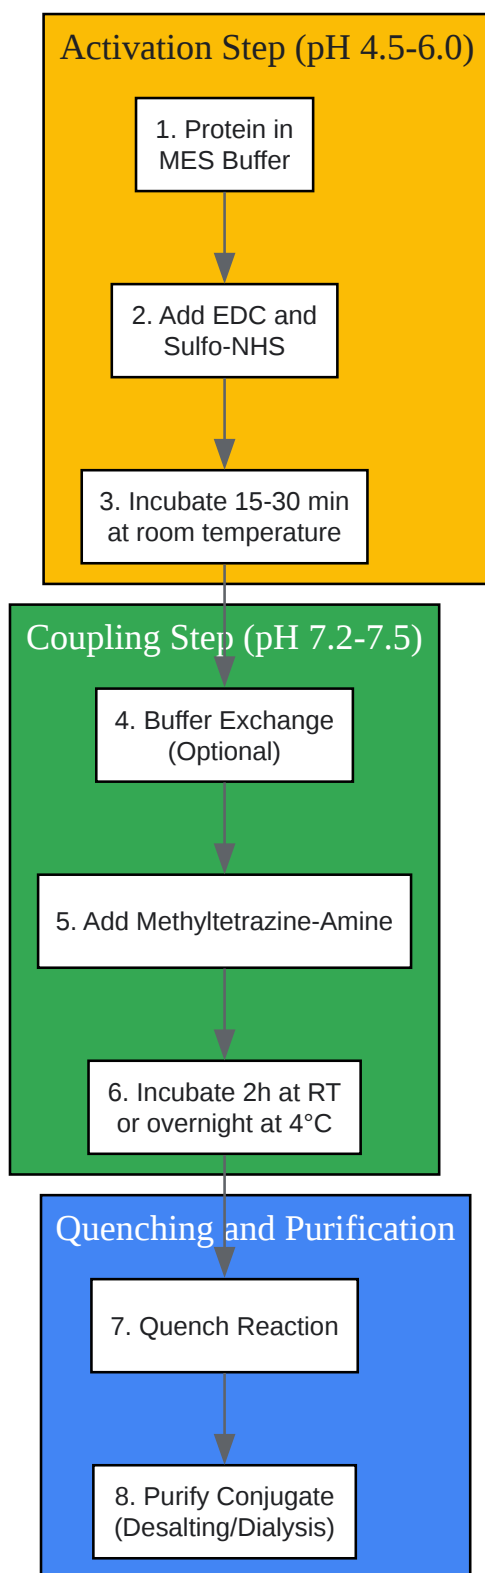 Activation Step (pH 4.5-6.0)
1. Protein in
MES Buffer
2. Add EDC and
Sulfo-NHS
3. Incubate 15-30 min
at room temperature
Coupling Step (pH 7.2-7.5)
4. Buffer Exchange
(Optional)
5. Add Methyltetrazine-Amine
6. Incubate 2h at RT
or overnight at 4°C
Quenching and Purification
7. Quench Reaction
8. Purify Conjugate
(Desalting/Dialysis)